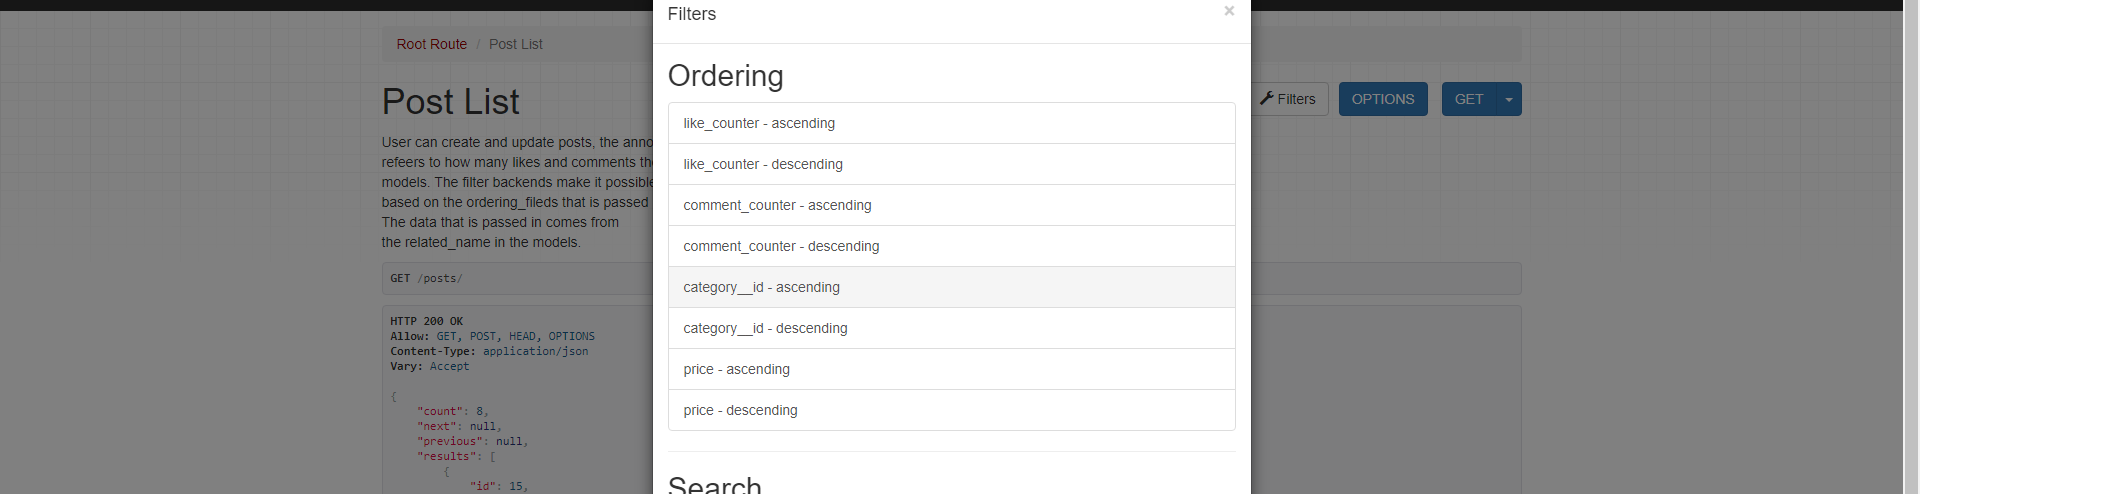 Filters
×
Root Route / Post List
Ordering
Post List
Filters
OPTIONS
GET
like_counter - ascending
like_counter - descending
comment_counter - ascending
comment_counter - descending
category__id - ascending
category__id - descending
price - ascending
price - descending
Search
User can create and update posts, the anno
refeers to how many likes and comments th
models. The filter backends make it possible
based on the ordering_fileds that is passed
The data that is passed in comes from
the related_name in the models.
GET /posts/
HTTP 200 OK
Allow: GET, POST, HEAD, OPTIONS
Content-Type: application/json
Vary: Accept
{
"count": 8,
"next": null,
"previous": null,
"results": [
{
"id": 15,